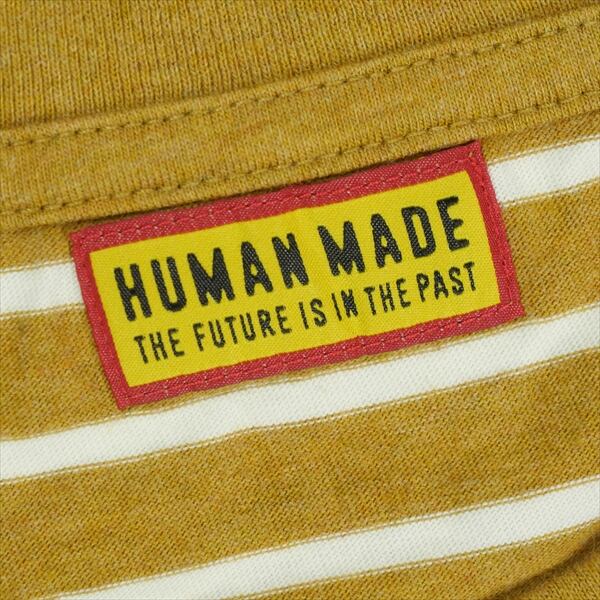 HUMAN MADE
THE FUTURE IS IN THE PAST